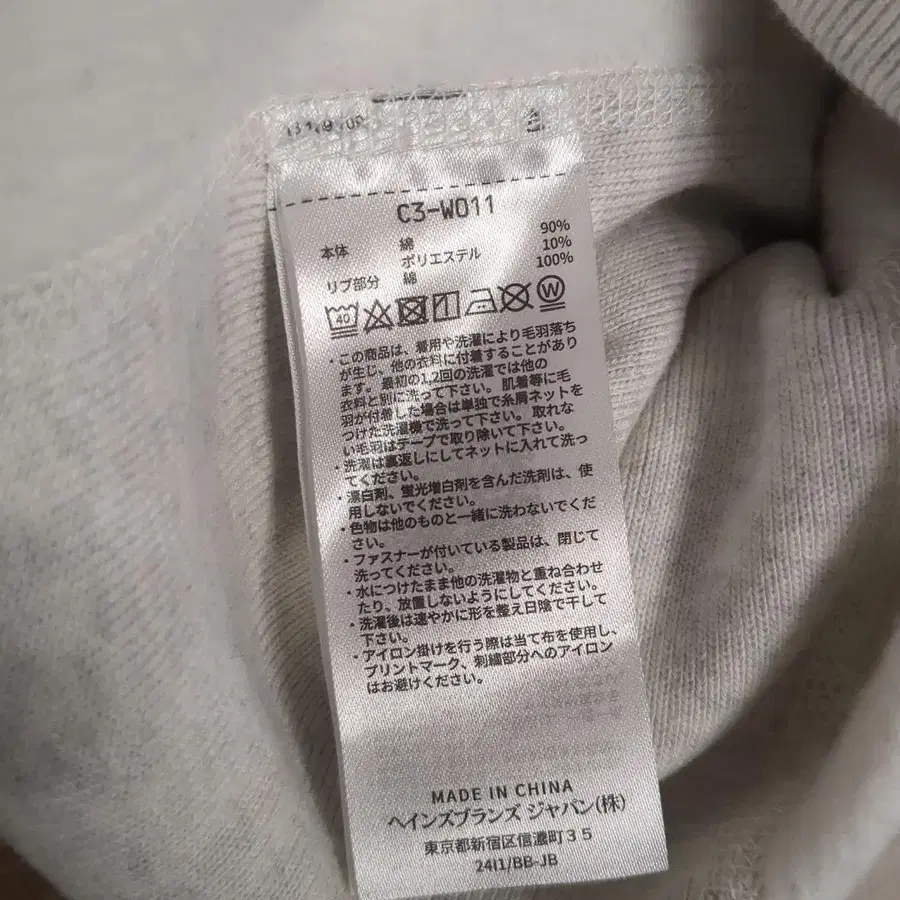 C3-W011
本体 綿 90%
ポリエステル 10%
リブ部分 綿 100%
40
W
・この商品は、着用や洗濯により毛羽落ち
が生じ、他の衣料に付着することがあり
ます。最初の1,2回の洗濯では他の
衣料と別に洗って下さい。肌着等に毛
羽が付着した場合は単独で糸屑ネットを
つけた洗濯機で洗って下さい。取れな
い毛羽はテープで取り除いて下さい。
・洗濯は裏返しにしてネットに入れて洗っ
てください。
・漂白剤、蛍光増白剤を含んだ洗剤は、使
用しないでください。
・色物は他のものと一緒に洗わないでくだ
さい。
・ファスナーが付いている製品は、閉じて
洗ってください。
・水につけたまま他の洗濯物と重ね合わせ
たり、放置しないようにしてください。
・洗濯後は速やかに形を整え日陰で干して
下さい。
・アイロン掛けを行う際は当て布を使用し、
プリントマーク、刺繍部分へのアイロン
はお避けください。
MADE IN CHINA
ヘインズブランズ ジャパン(株)
東京都新宿区信濃町３５
24I1/BB-JB